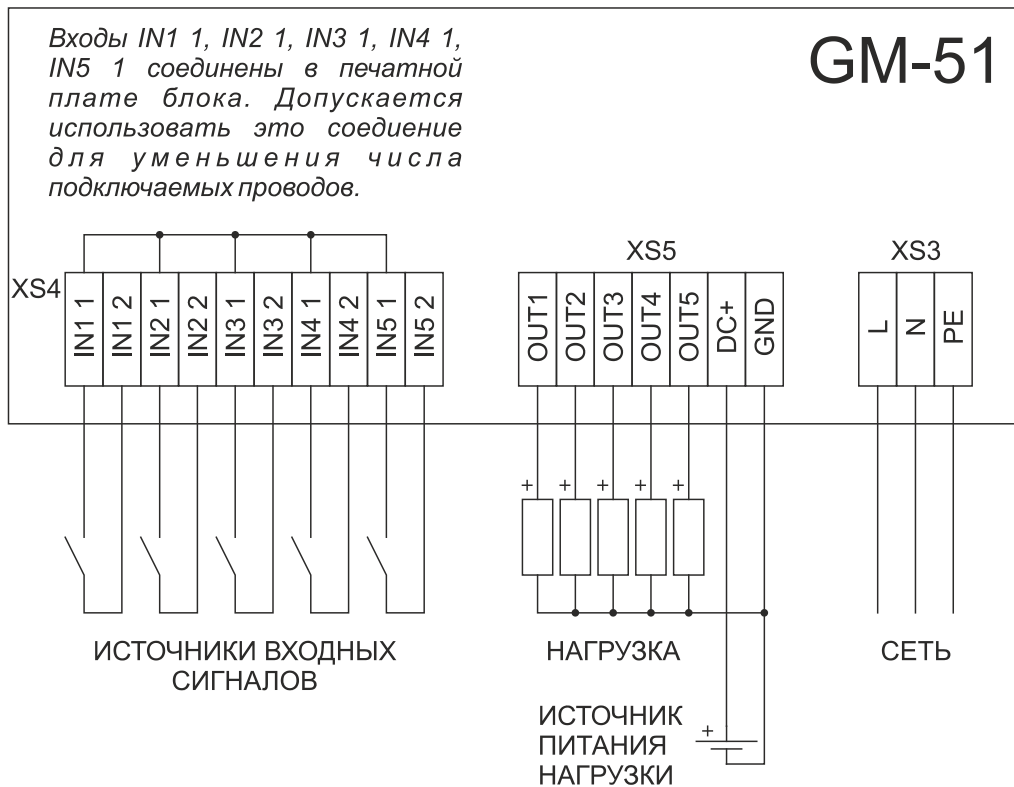 Входы IN1 1, IN2 1, IN3 1, IN4 1,
IN5 1 соединены в печатной
плате блока. Допускается
использовать это соедиение
для уменьшения числа
подключаемых проводов.
GM-51
XS4
IN1 1
IN1 2
IN2 1
IN2 2
IN3 1
IN3 2
IN4 1
IN4 2
IN5 1
IN5 2
XS5
OUT1
OUT2
OUT3
OUT4
OUT5
DC+
GND
XS3
L
N
PE
+ + + + +
ИСТОЧНИКИ ВХОДНЫХ
СИГНАЛОВ
НАГРУЗКА
СЕТЬ
ИСТОЧНИК
ПИТАНИЯ
НАГРУЗКИ
+